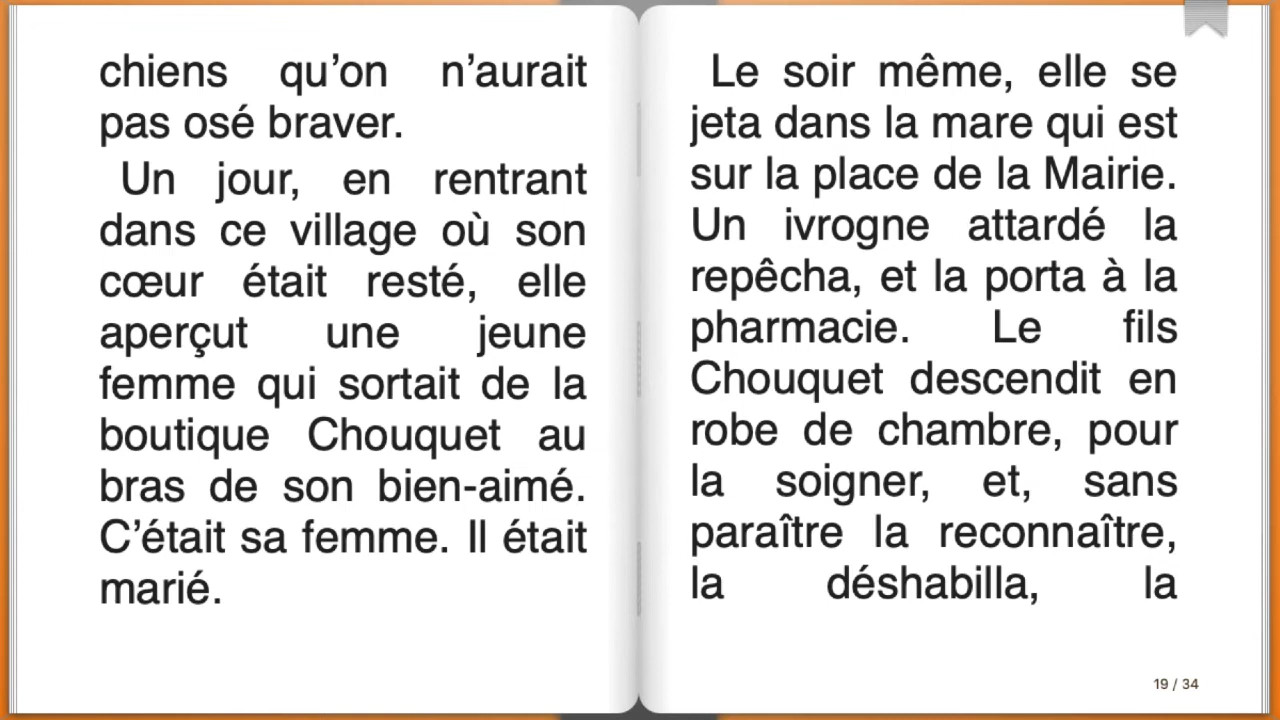 chiens qu’on n’aurait
pas osé braver.
Un jour, en rentrant
dans ce village où son
cœur était resté, elle
aperçut une jeune
femme qui sortait de la
boutique Chouquet au
bras de son bien-aimé.
C’était sa femme. Il était
marié.
Le soir même, elle se
jeta dans la mare qui est
sur la place de la Mairie.
Un ivrogne attardé la
repêcha, et la porta à la
pharmacie. Le fils
Chouquet descendit en
robe de chambre, pour
la soigner, et, sans
paraître la reconnaître,
la déshabilla, la
19 / 34